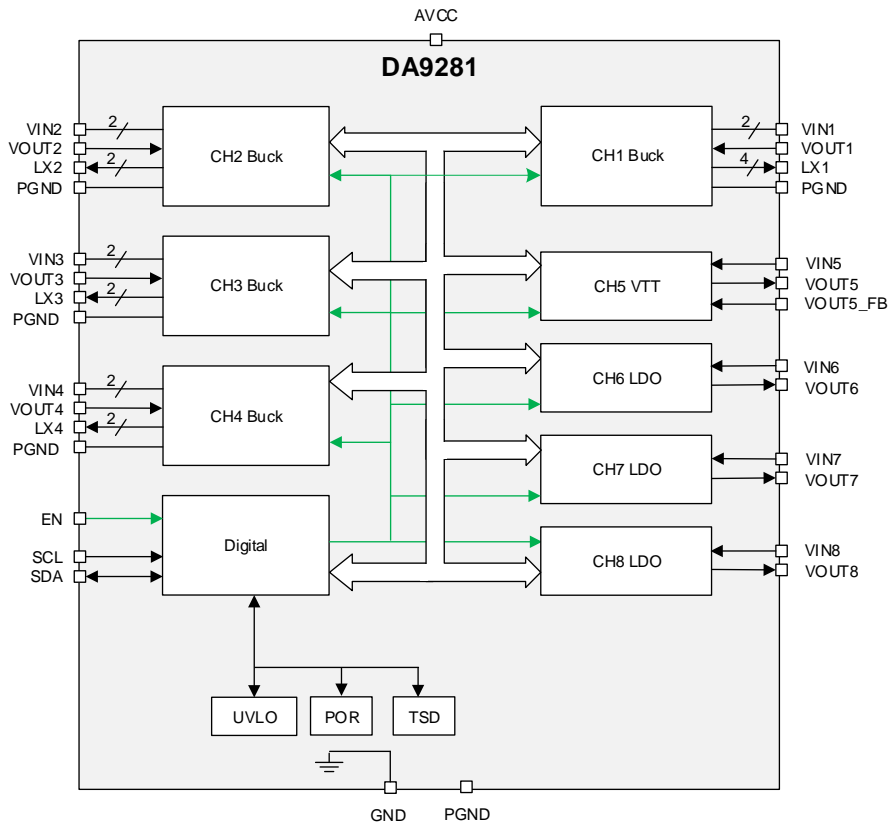 AVCC
DA9281
VIN2
2
VOUT2
LX2
2
PGND
CH2 Buck
CH1 Buck
2
VIN1
VOUT1
4
LX1
PGND
VIN3
2
VOUT3
LX3
2
PGND
CH3 Buck
CH5 VTT
VIN5
VOUT5
VOUT5_FB
VIN4
2
VOUT4
LX4
2
PGND
CH4 Buck
CH6 LDO
VIN6
VOUT6
CH7 LDO
VIN7
VOUT7
EN
SCL
SDA
Digital
CH8 LDO
VIN8
VOUT8
UVLO
POR
TSD
GND
PGND